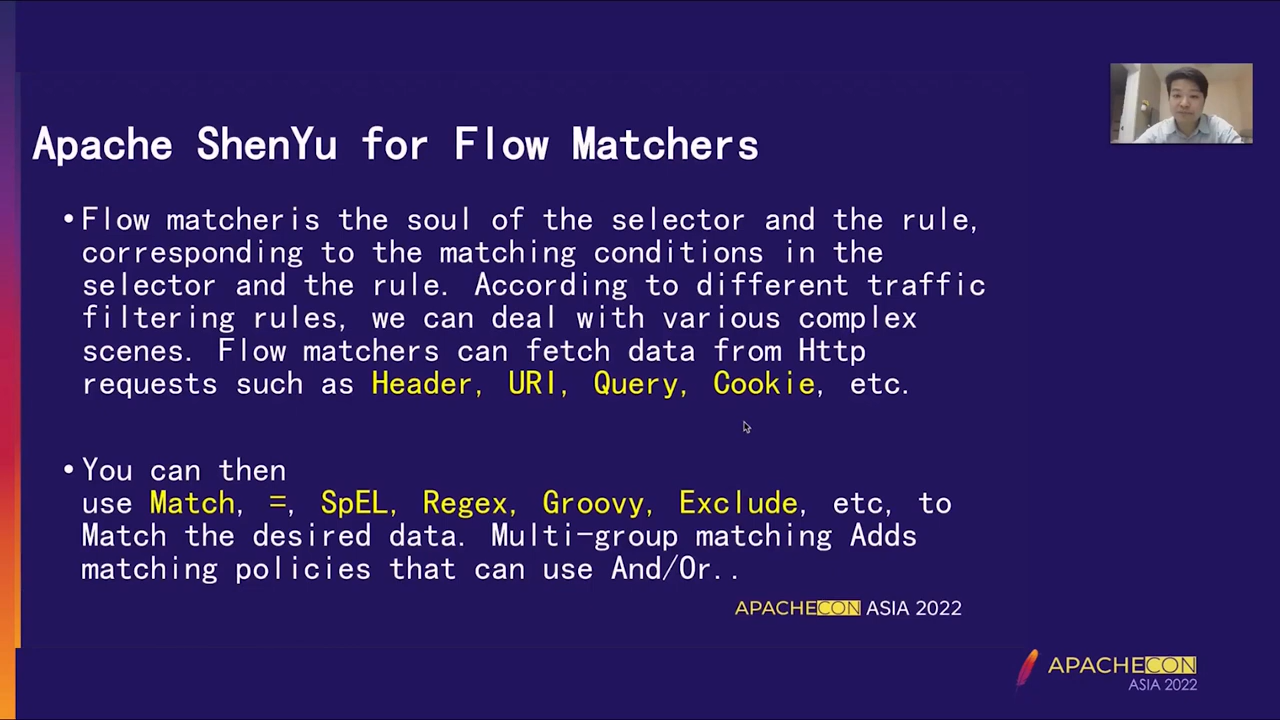 Apache ShenYu for Flow Matchers
•Flow matcheris the soul of the selector and the rule,
corresponding to the matching conditions in the
selector and the rule. According to different traffic
filtering rules, we can deal with various complex
scenes. Flow matchers can fetch data from Http
requests such as Header, URI, Query, Cookie, etc.
•You can then
use Match, =, SpEL, Regex, Groovy, Exclude, etc, to
Match the desired data. Multi-group matching Adds
matching policies that can use And/Or..
APACHECON ASIA 2022
APACHECON
ASIA 2022